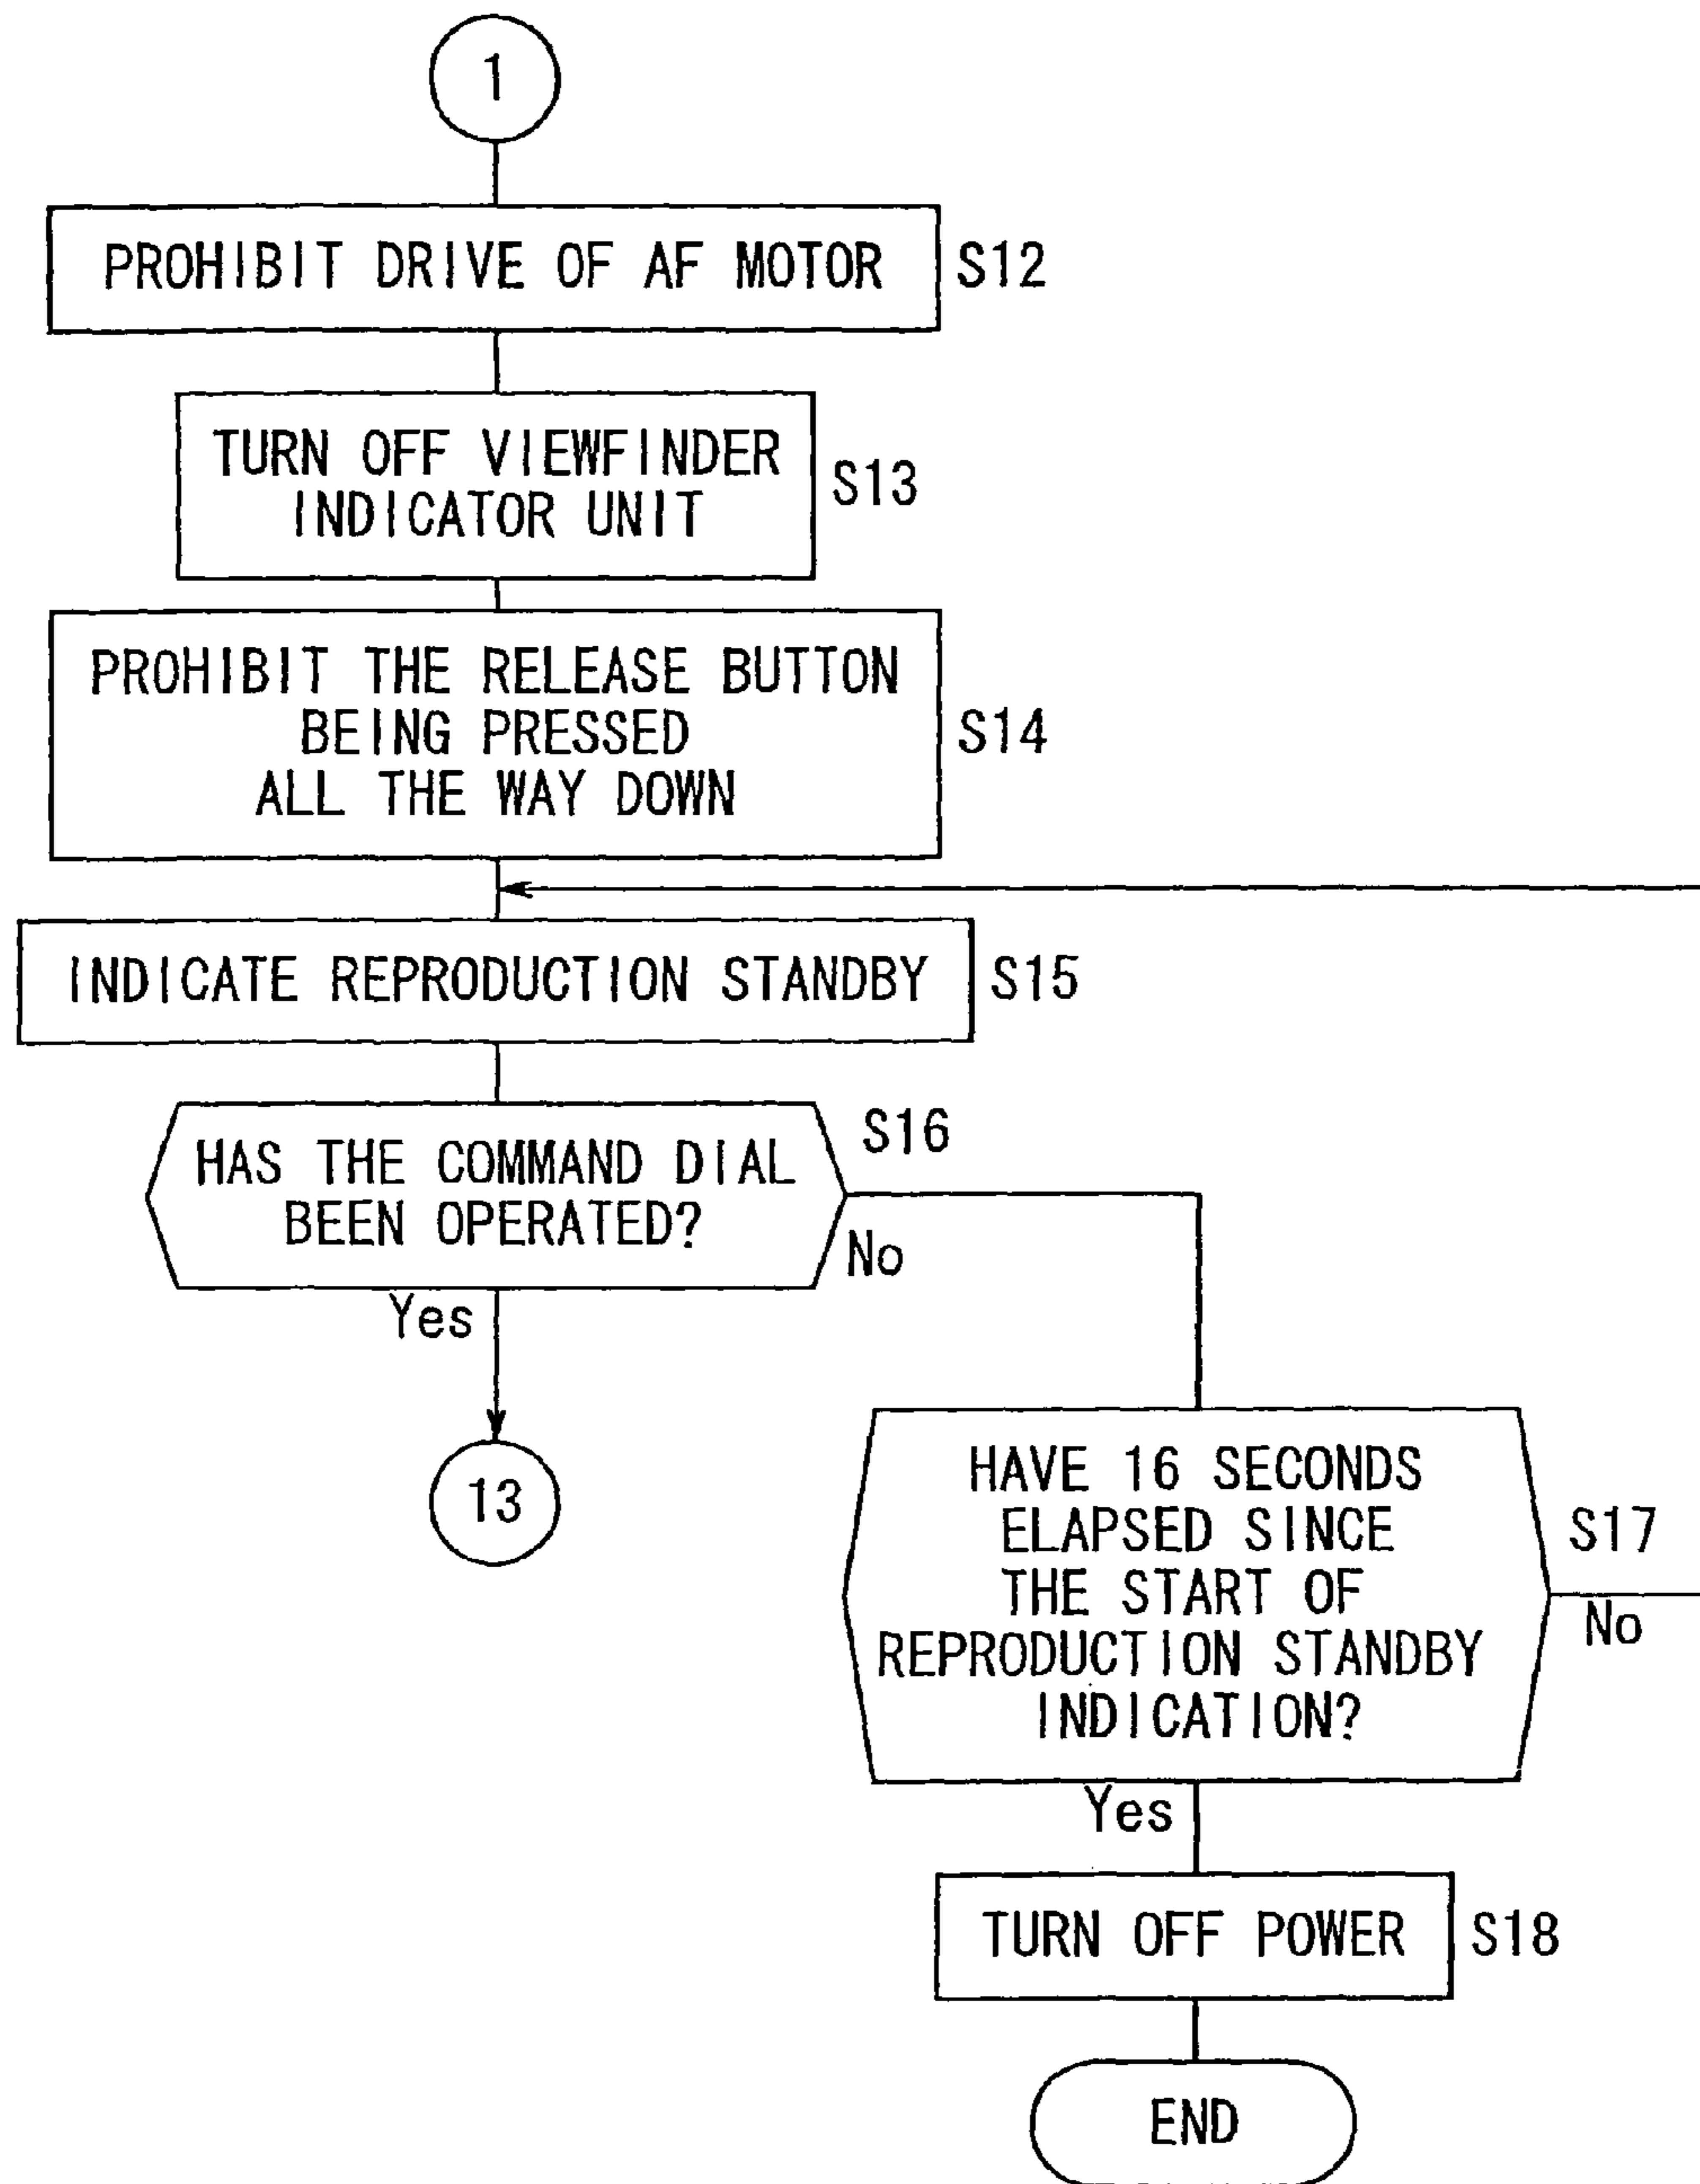 1
PROHIBIT DRIVE OF AF MOTOR
S12
TURN OFF VIEWFINDER
INDICATOR UNIT
S13
PROHIBIT THE RELEASE BUTTON
BEING PRESSED
ALL THE WAY DOWN
S14
INDICATE REPRODUCTION STANDBY
S15
HAS THE COMMAND DIAL
BEEN OPERATED?
S16
No
Yes
13
HAVE 16 SECONDS
ELAPSED SINCE
THE START OF
REPRODUCTION STANDBY
INDICATION?
S17
No
Yes
TURN OFF POWER
S18
END